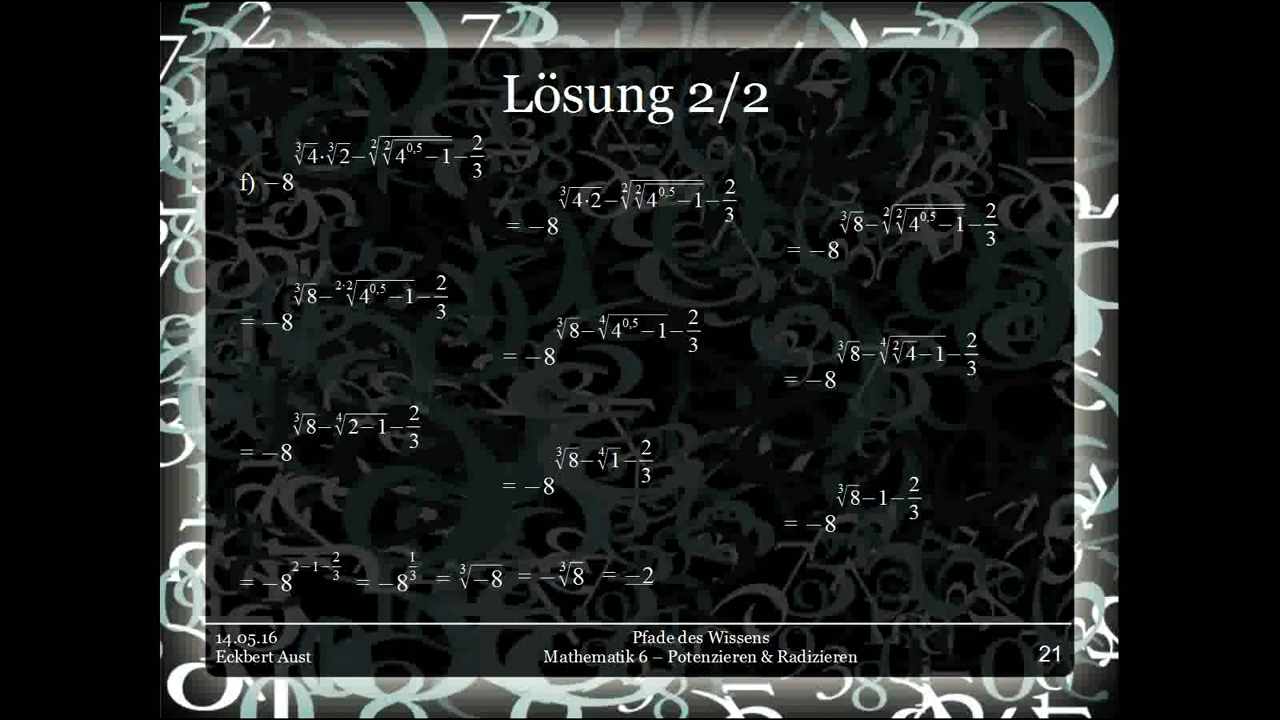 Lösung 2/2
f) −8^(∛4·∛2−²√(²√(4^0,5−1))−2/3)
= −8^(∛(4·2)−²√(²√(4^0,5−1))−2/3)
= −8^(∛8−²√(²√(4^0,5−1))−2/3)
= −8^(∛8−²·²√(4^0,5−1)−2/3)
= −8^(∛8−∜(4^0,5−1)−2/3)
= −8^(∛8−∜(²√4−1)−2/3)
= −8^(∛8−∜(2−1)−2/3)
= −8^(∛8−∜1−2/3)
= −8^(∛8−1−2/3)
= −8^(2−1−2/3) = −8^(1/3) = ∛(−8) = −∛8 = −2
14.05.16
Eckbert Aust
Pfade des Wissens
Mathematik 6 – Potenzieren & Radizieren
21